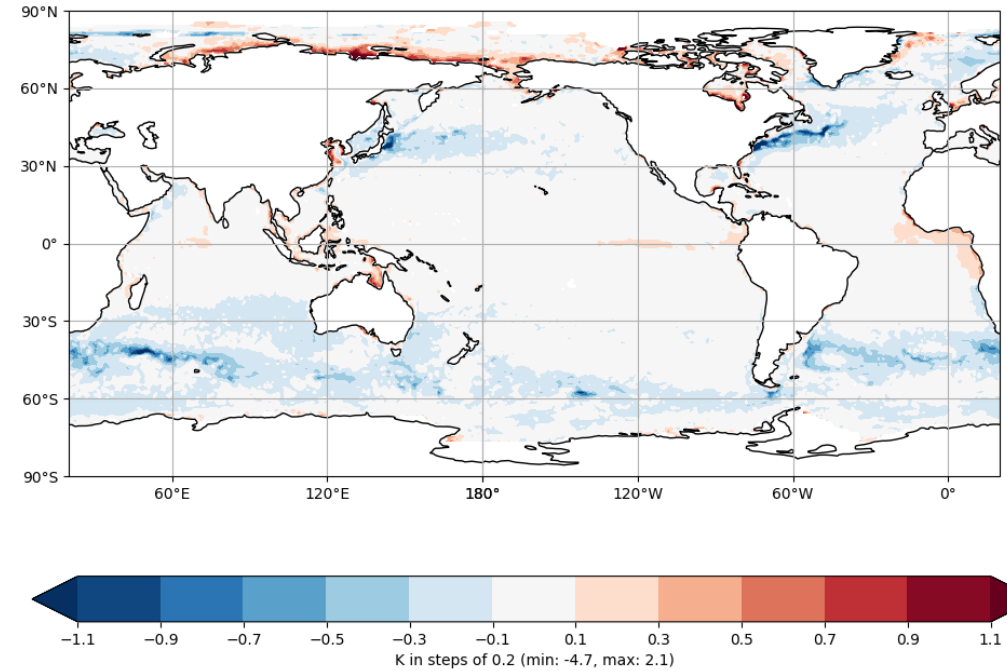 90°N
60°N
30°N
0°
30°S
60°S
90°S
60°E 120°E 180° 120°W 60°W 0°
−1.1 −0.9 −0.7 −0.5 −0.3 −0.1 0.1 0.3 0.5 0.7 0.9 1.1
K in steps of 0.2 (min: -4.7, max: 2.1)